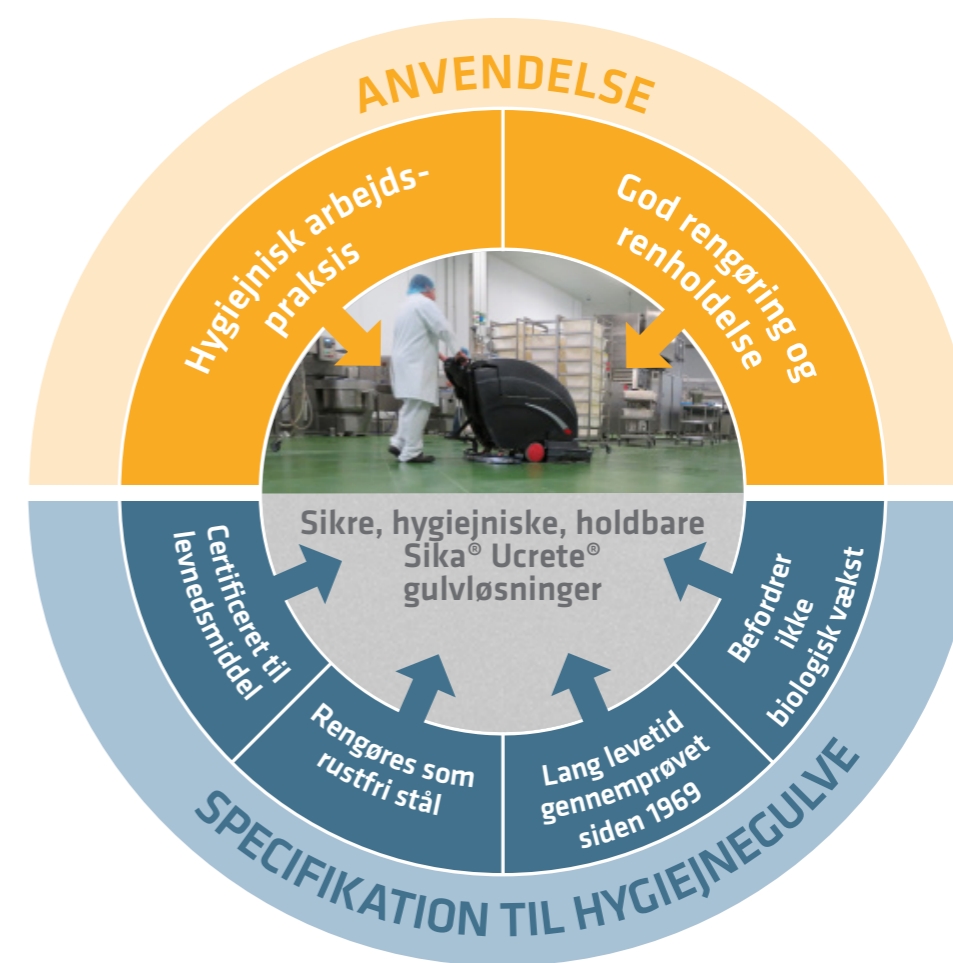 ANVENDELSE
Hygiejnisk arbejds-
praksis
God rengøring og
renholdelse
Sikre, hygiejniske, holdbare
Sika® Ucrete®
gulvløsninger
Certificeret til
levnedsmiddel
Rengøres som
rustfri stål
Lang levetid
gennemprøvet
siden 1969
Befordrer
ikke
biologisk vækst
SPECIFIKATION TIL HYGIEJNEGULVE